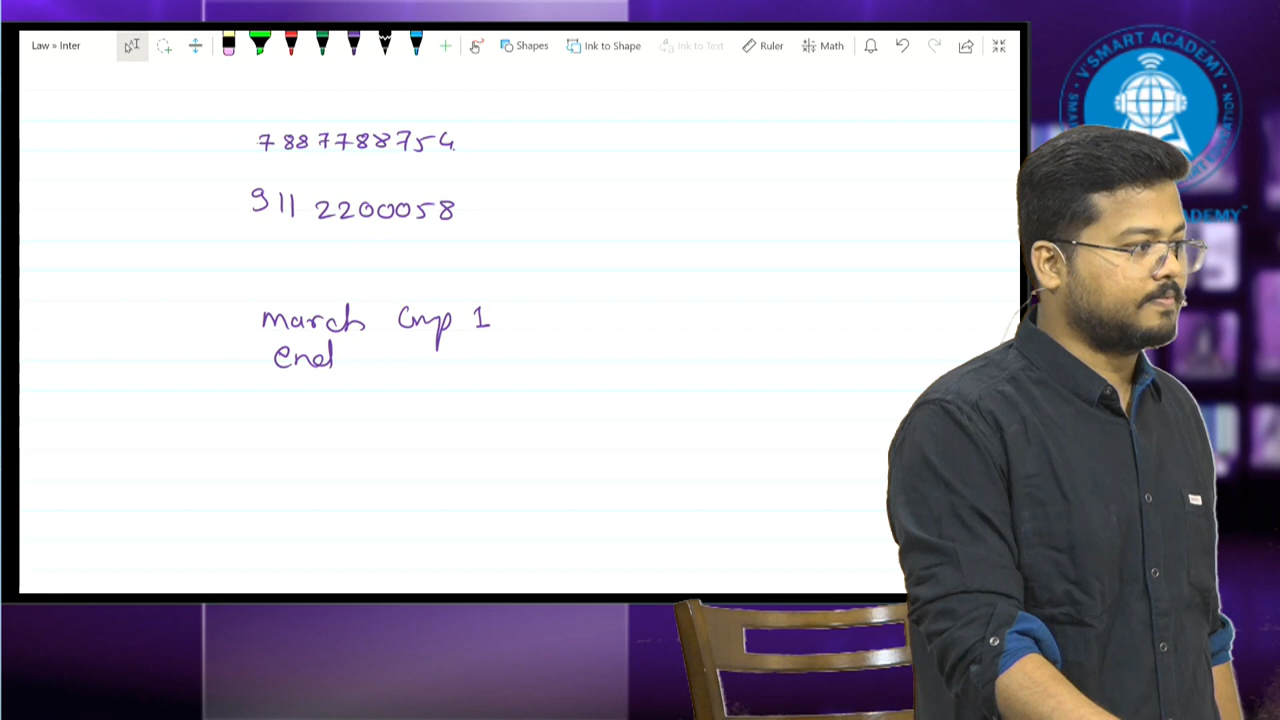 Law » Inter
Shapes
Ink to Shape
Ink to Text
Ruler
Math
V'SMART ACADEMY
7887788754
911 2200058
march Gmp 1
end